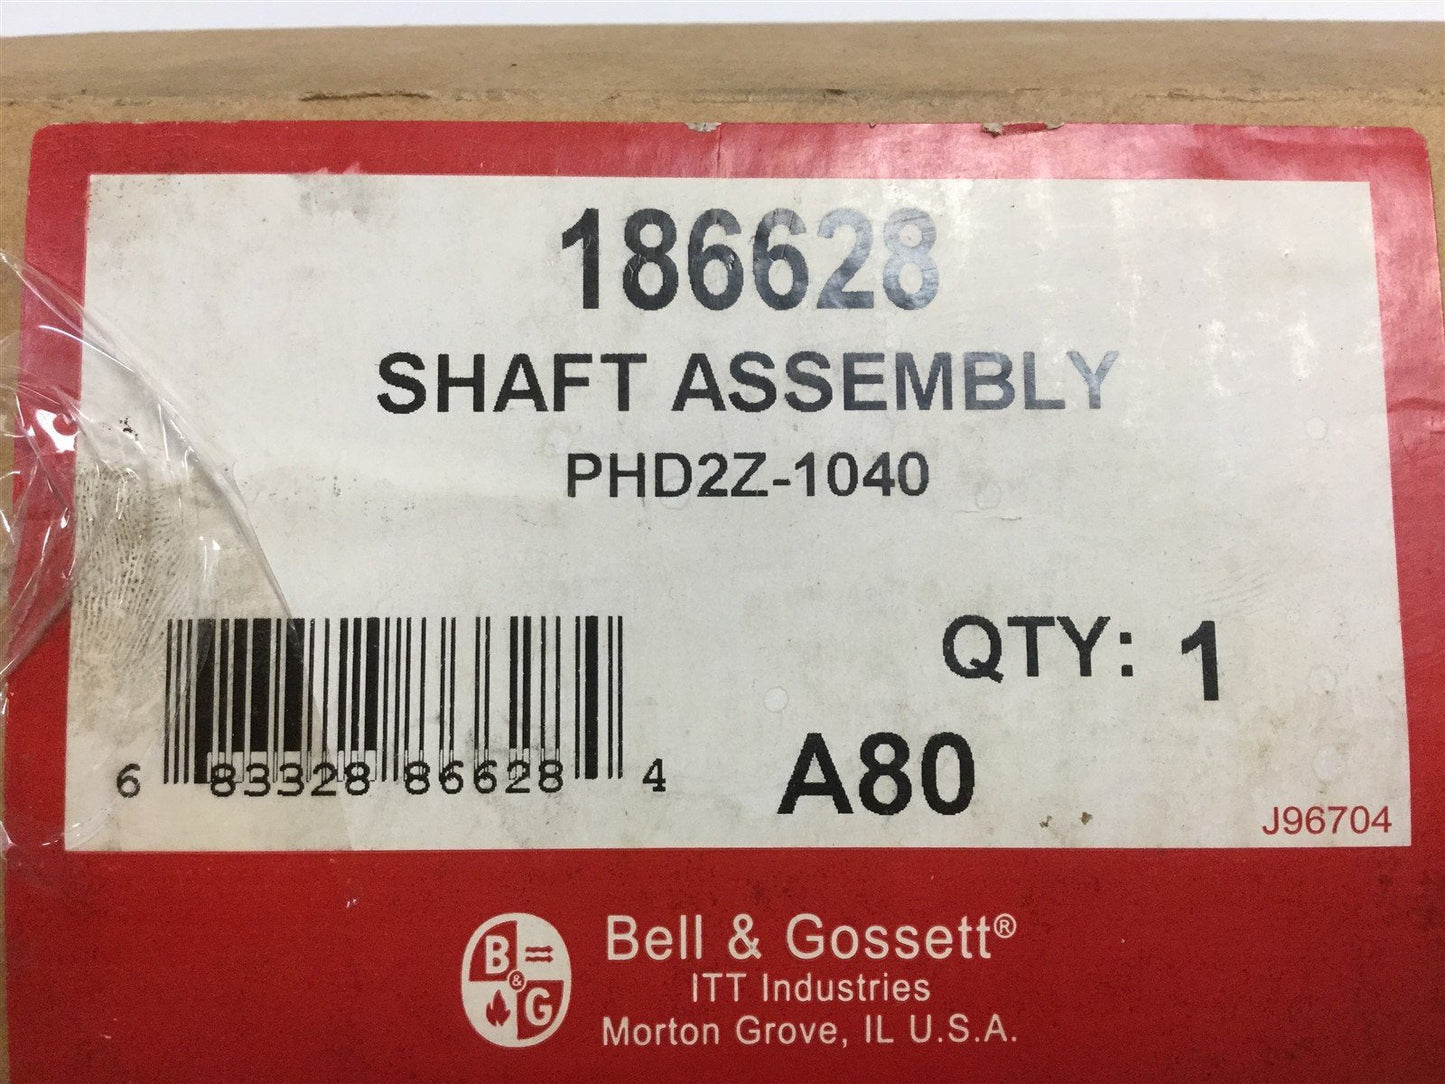 186628
SHAFT ASSEMBLY
PHD2Z-1040
QTY: 1
6 83328 86628 4
A80
J96704
B & G
Bell & Gossett®
ITT Industries
Morton Grove, IL U.S.A.